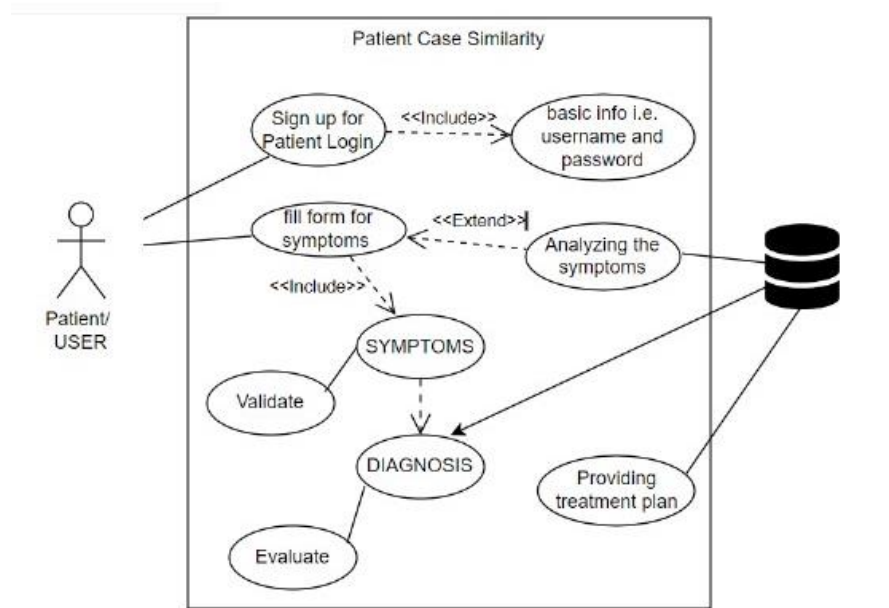 Patient Case Similarity
Sign up for
Patient Login
<<Include>>
basic info i.e.
username and
password
fill form for
symptoms
<<Extend>>
Analyzing the
symptoms
<<Include>>
Patient/
USER
SYMPTOMS
Validate
DIAGNOSIS
Providing
treatment plan
Evaluate